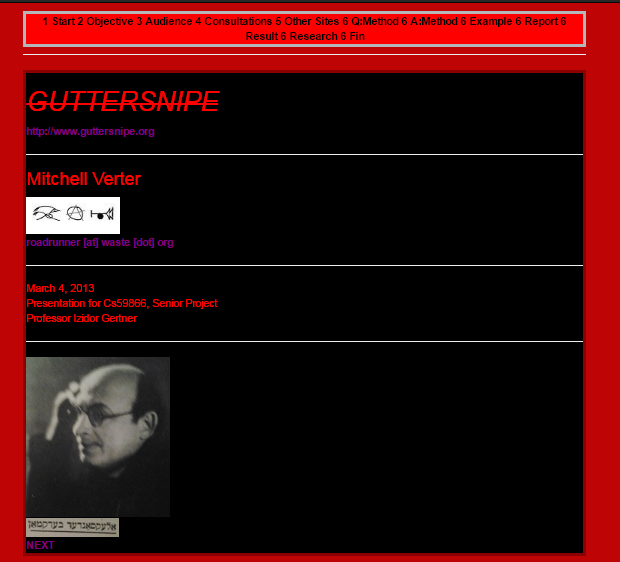 1 Start 2 Objective 3 Audience 4 Consultations 5 Other Sites 6 Q:Method 6 A:Method 6 Example 6 Report 6
Result 6 Research 6 Fin
GUTTERSNIPE
http://www.guttersnipe.org
Mitchell Verter
roadrunner [at] waste [dot] org
March 4, 2013
Presentation for Cs59866, Senior Project
Professor Izidor Gertner
אלעקסאנדער בערקמאן
NEXT